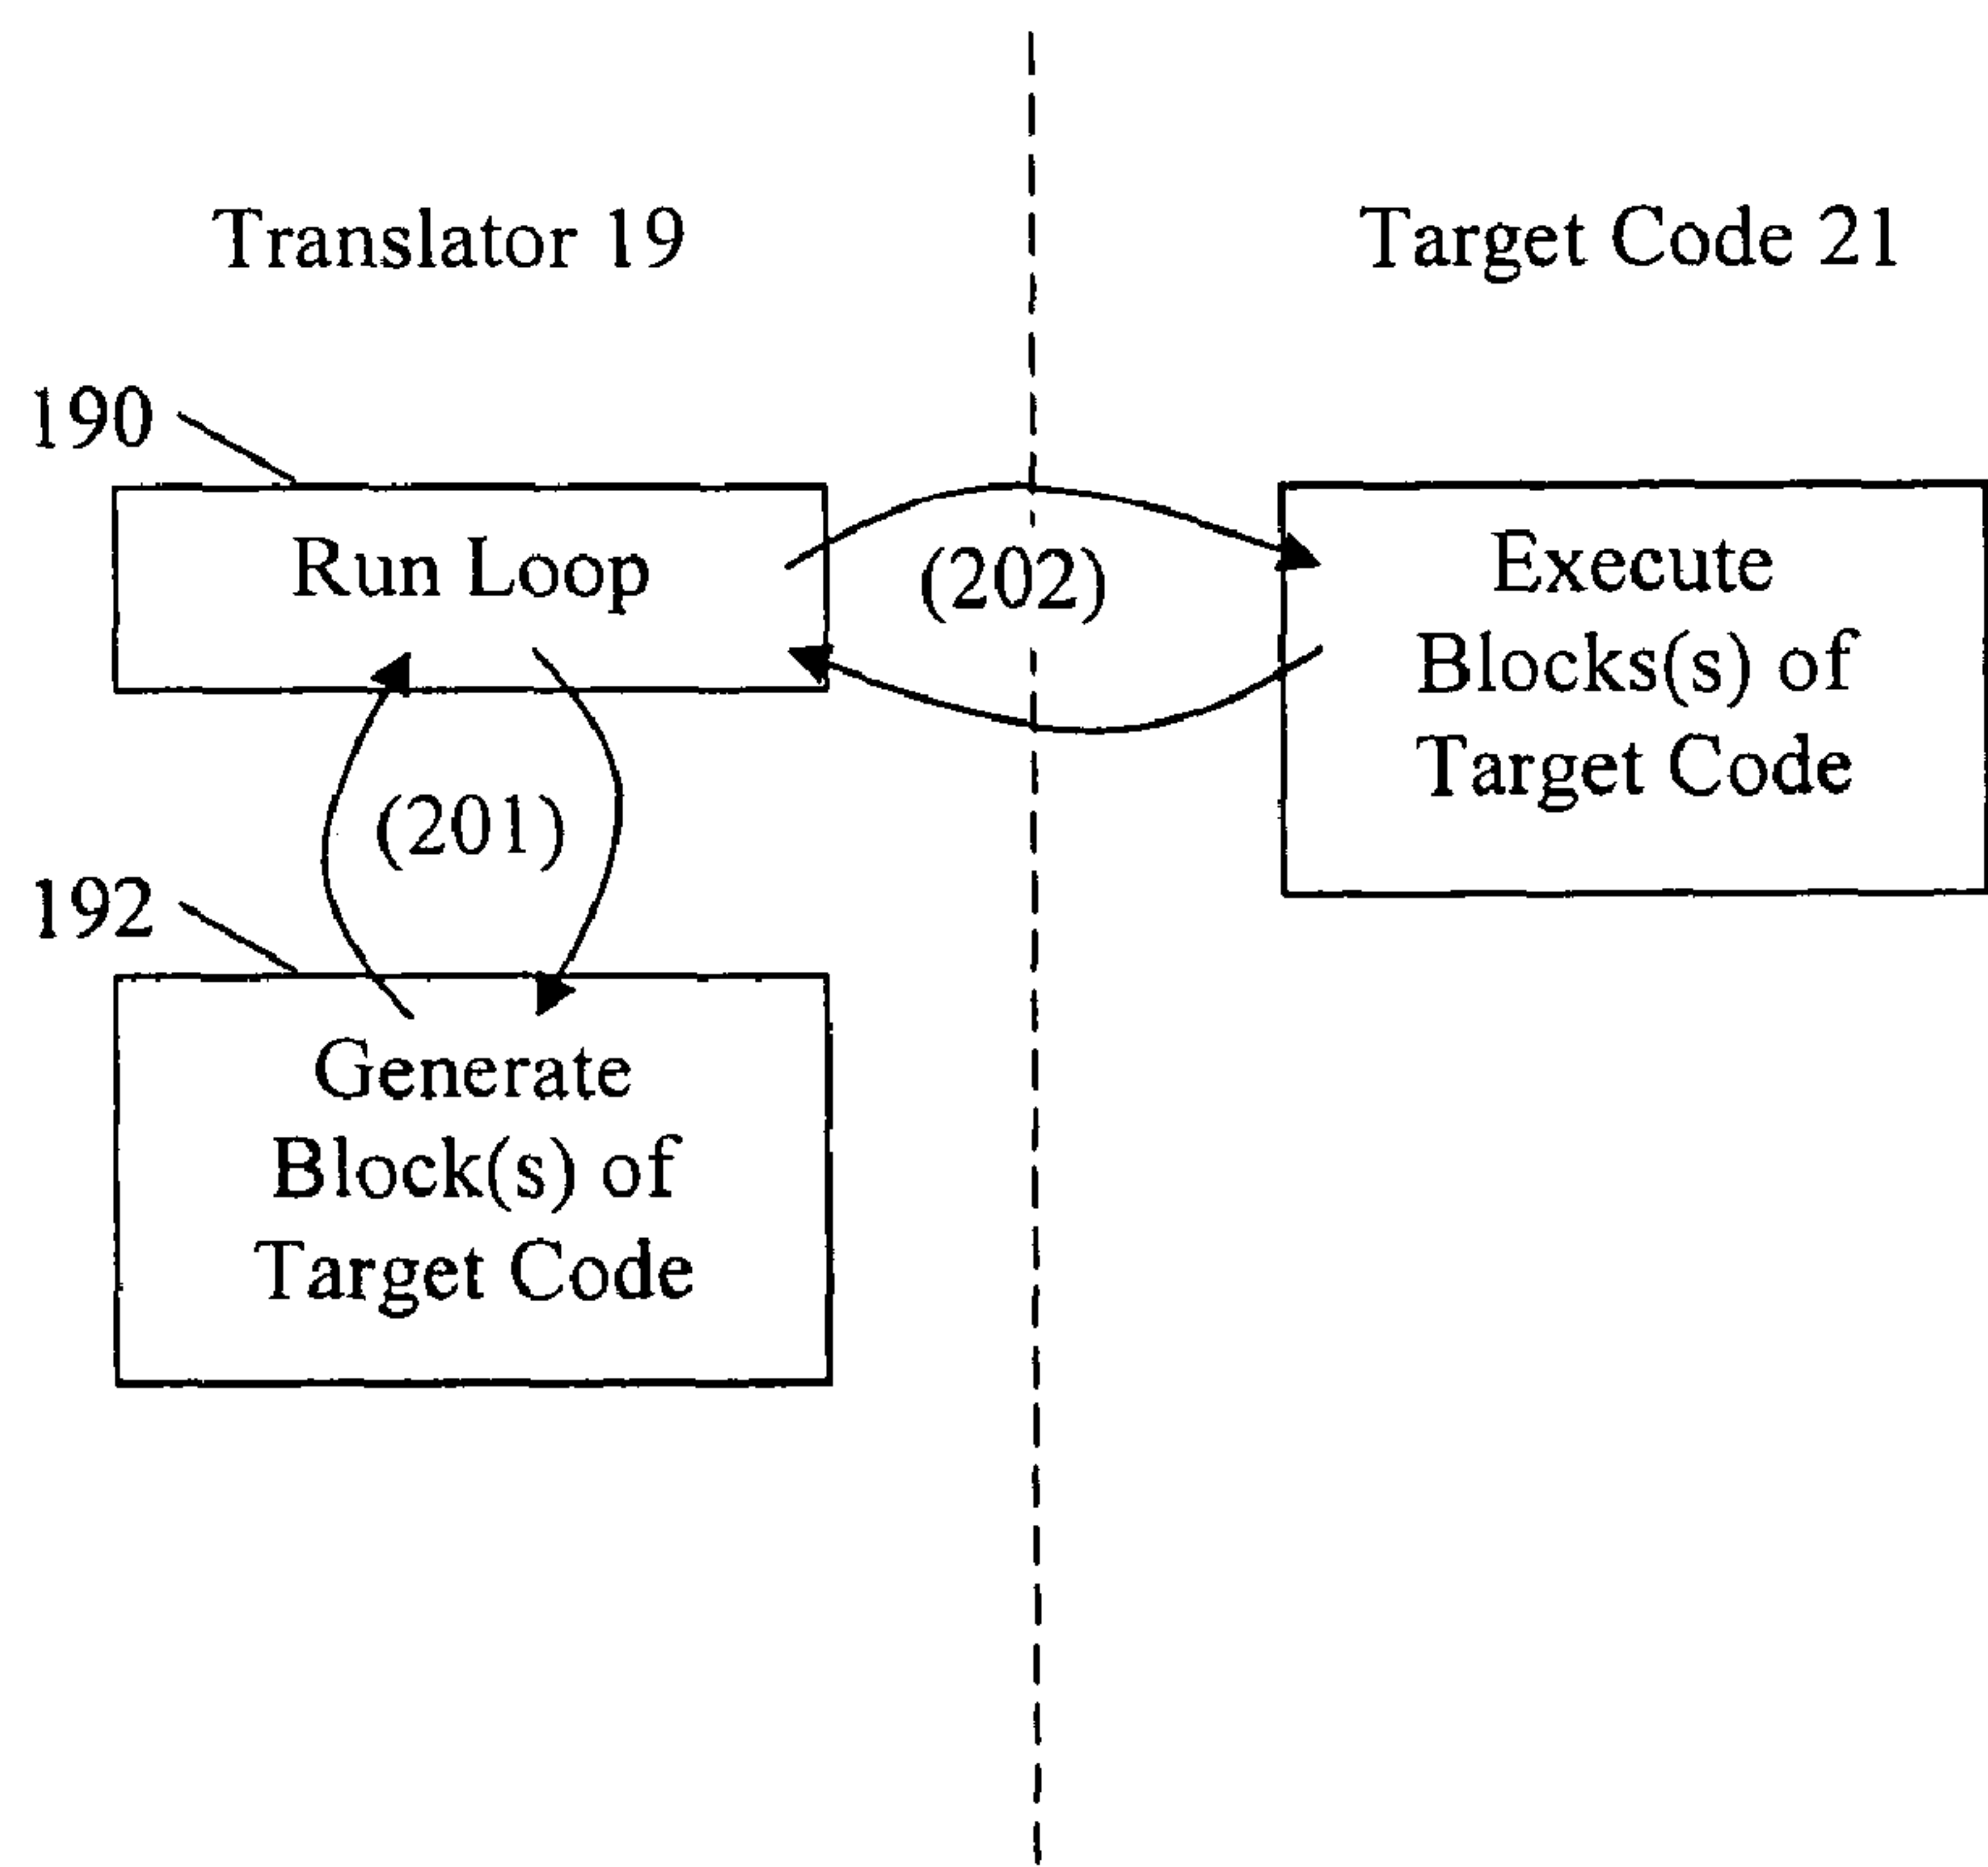 Translator 19
Target Code 21
190
Run Loop
(202)
Execute
Blocks(s) of
Target Code
(201)
192
Generate
Block(s) of
Target Code